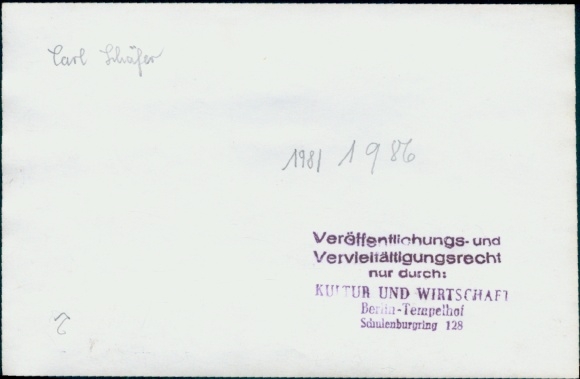 Carl Schäfer
1981 1986
Veröffentlichungs- und
Vervielfältigungsrecht
nur durch:
KULTUR UND WIRTSCHAFT
Berlin-Tempelhof
Schulenburgring 128